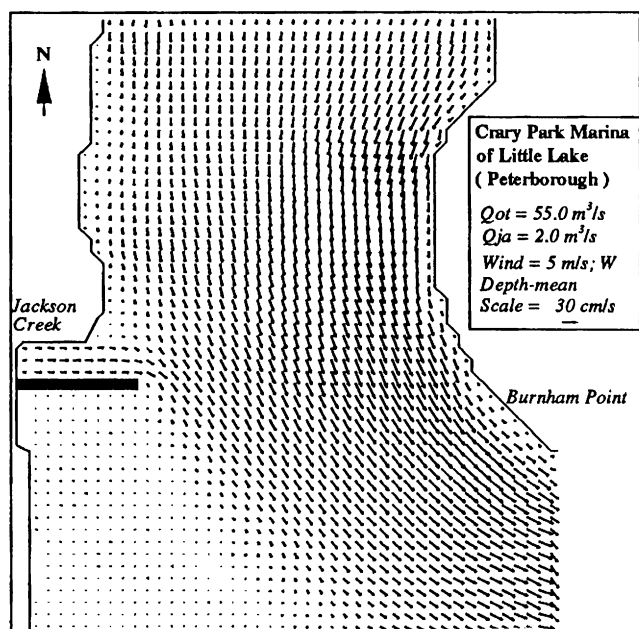 N
Crary Park Marina
of Little Lake
( Peterborough )
Qot = 55.0 m³/s
Qja = 2.0 m³/s
Wind = 5 m/s; W
Depth-mean
Scale = 30 cm/s
Jackson
Creek
Burnham Point